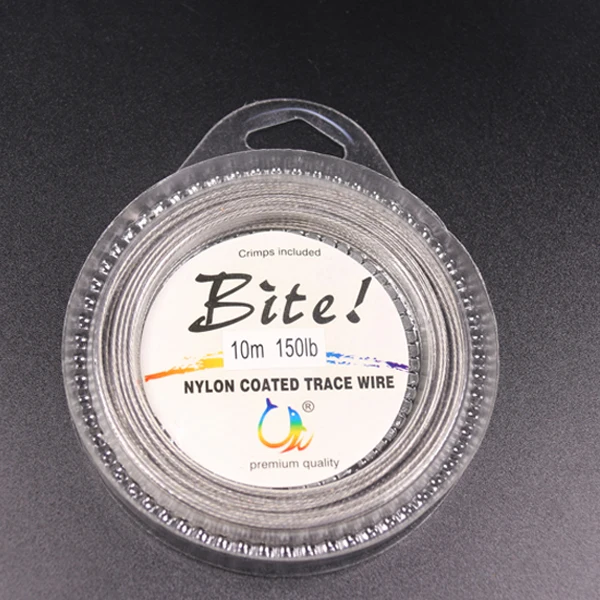 Crimps included
Bite!
10m 150lb
NYLON COATED TRACE WIRE
®
premium quality